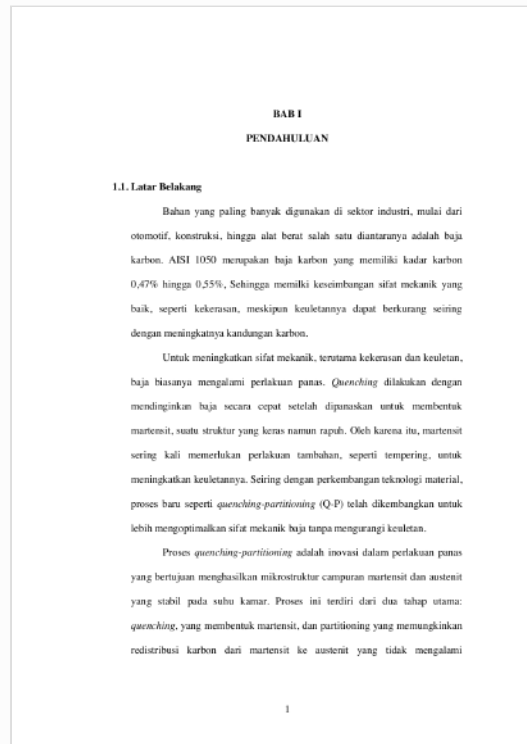 BAB I
PENDAHULUAN
1.1. Latar Belakang
Bahan yang paling banyak digunakan di sektor industri, mulai dari
otomotif, konstruksi, hingga alat berat salah satu diantaranya adalah baja
karbon. AISI 1050 merupakan baja karbon yang memiliki kadar karbon
0,47% hingga 0,55%, Sehingga memilki keseimbangan sifat mekanik yang
baik, seperti kekerasan, meskipun keuletannya dapat berkurang seiring
dengan meningkatnya kandungan karbon.
Untuk meningkatkan sifat mekanik, terutama kekerasan dan keuletan,
baja biasanya mengalami perlakuan panas. Quenching dilakukan dengan
mendinginkan baja secara cepat setelah dipanaskan untuk membentuk
martensit, suatu struktur yang keras namun rapuh. Oleh karena itu, martensit
sering kali memerlukan perlakuan tambahan, seperti tempering, untuk
meningkatkan keuletannya. Seiring dengan perkembangan teknologi material,
proses baru seperti quenching-partitioning (Q-P) telah dikembangkan untuk
lebih mengoptimalkan sifat mekanik baja tanpa mengurangi keuletan.
Proses quenching-partitioning adalah inovasi dalam perlakuan panas
yang bertujuan menghasilkan mikrostruktur campuran martensit dan austenit
yang stabil pada suhu kamar. Proses ini terdiri dari dua tahap utama:
quenching, yang membentuk martensit, dan partitioning yang memungkinkan
redistribusi karbon dari martensit ke austenit yang tidak mengalami
1